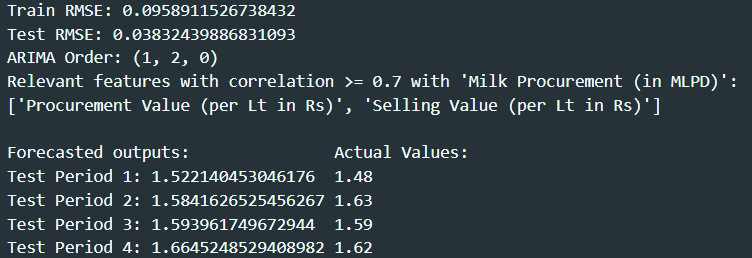 Train RMSE: 0.0958911526738432
Test RMSE: 0.03832439886831093
ARIMA Order: (1, 2, 0)
Relevant features with correlation >= 0.7 with 'Milk Procurement (in MLPD)':
['Procurement Value (per Lt in Rs)', 'Selling Value (per Lt in Rs)']
Forecasted outputs: Actual Values:
Test Period 1: 1.522140453046176 1.48
Test Period 2: 1.5841626525456267 1.63
Test Period 3: 1.593961749672944 1.59
Test Period 4: 1.6645248529408982 1.62